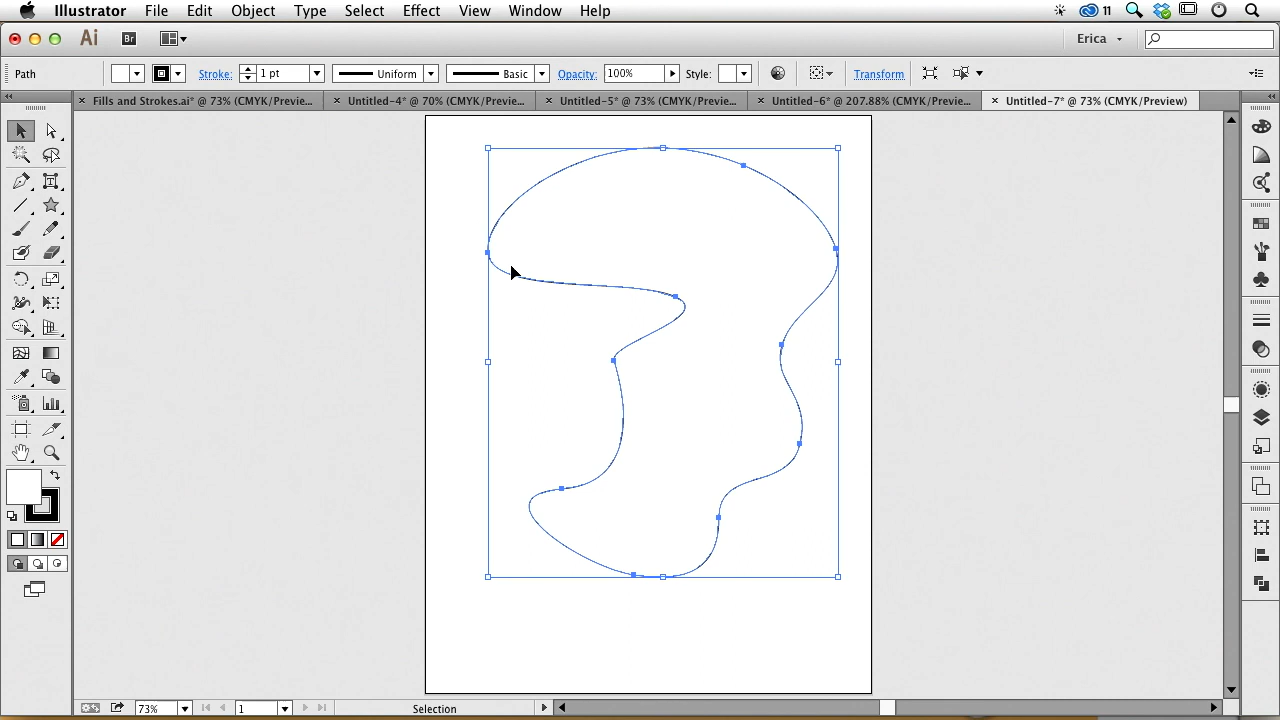 Illustrator File Edit Object Type Select Effect View Window Help 11
Ai Br Erica
Path Stroke: 1 pt Uniform Basic Opacity: 100% Style: Transform
Fills and Strokes.ai* @ 73% (CMYK/Previe... Untitled-4* @ 70% (CMYK/Previe... Untitled-5* @ 73% (CMYK/Previe... Untitled-6* @ 207.88% (CMYK/Previe... Untitled-7* @ 73% (CMYK/Preview)
73% 1 Selection